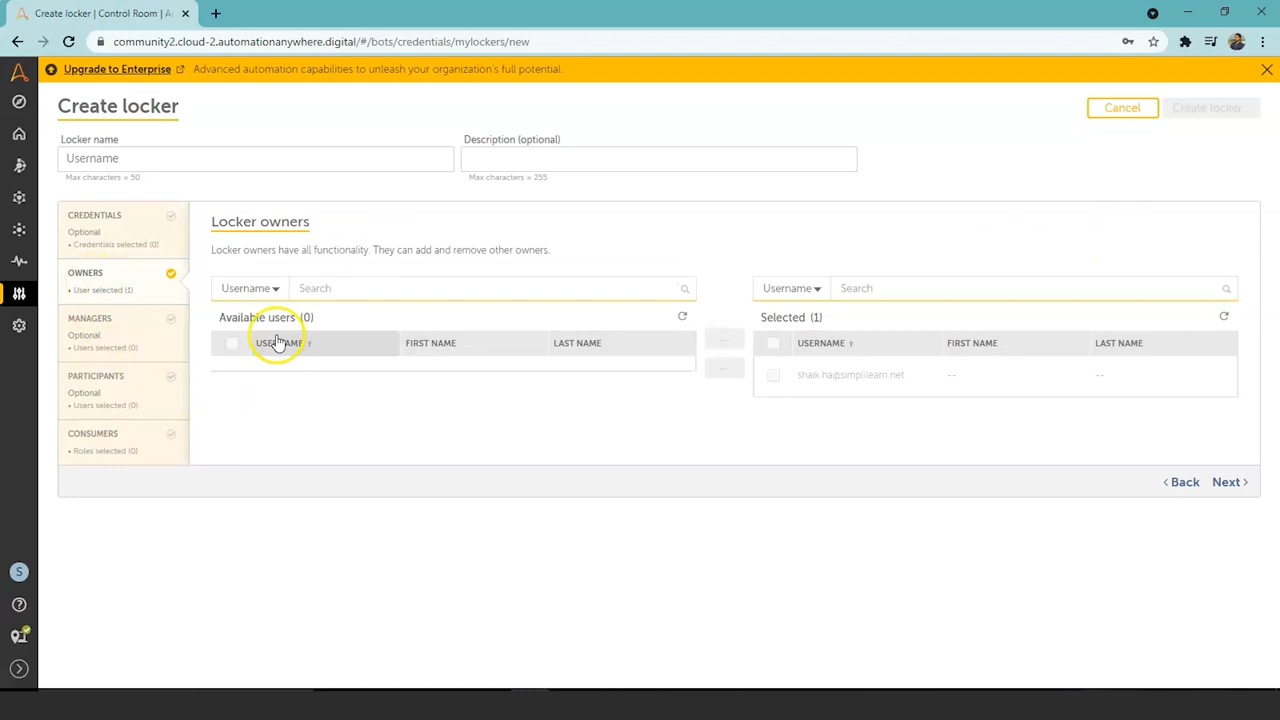 Create locker | Control Room | Au
community2.cloud-2.automationanywhere.digital/#/bots/credentials/mylockers/new
Upgrade to Enterprise Advanced automation capabilities to unleash your organization's full potential.
Create locker
Cancel
Create locker...
Locker name
Description (optional)
Username
Max characters = 50
Max characters = 255
CREDENTIALS
Optional
• Credentials selected (0)
OWNERS
• User selected (1)
MANAGERS
Optional
• Users selected (0)
PARTICIPANTS
Optional
• Users selected (0)
CONSUMERS
• Roles selected (0)
Locker owners
Locker owners have all functionality. They can add and remove other owners.
Username Search
Available users (0)
USERNAME FIRST NAME LAST NAME
Username Search
Selected (1)
USERNAME FIRST NAME LAST NAME
shaik.ha@simplilearn.net -- --
Back Next
S